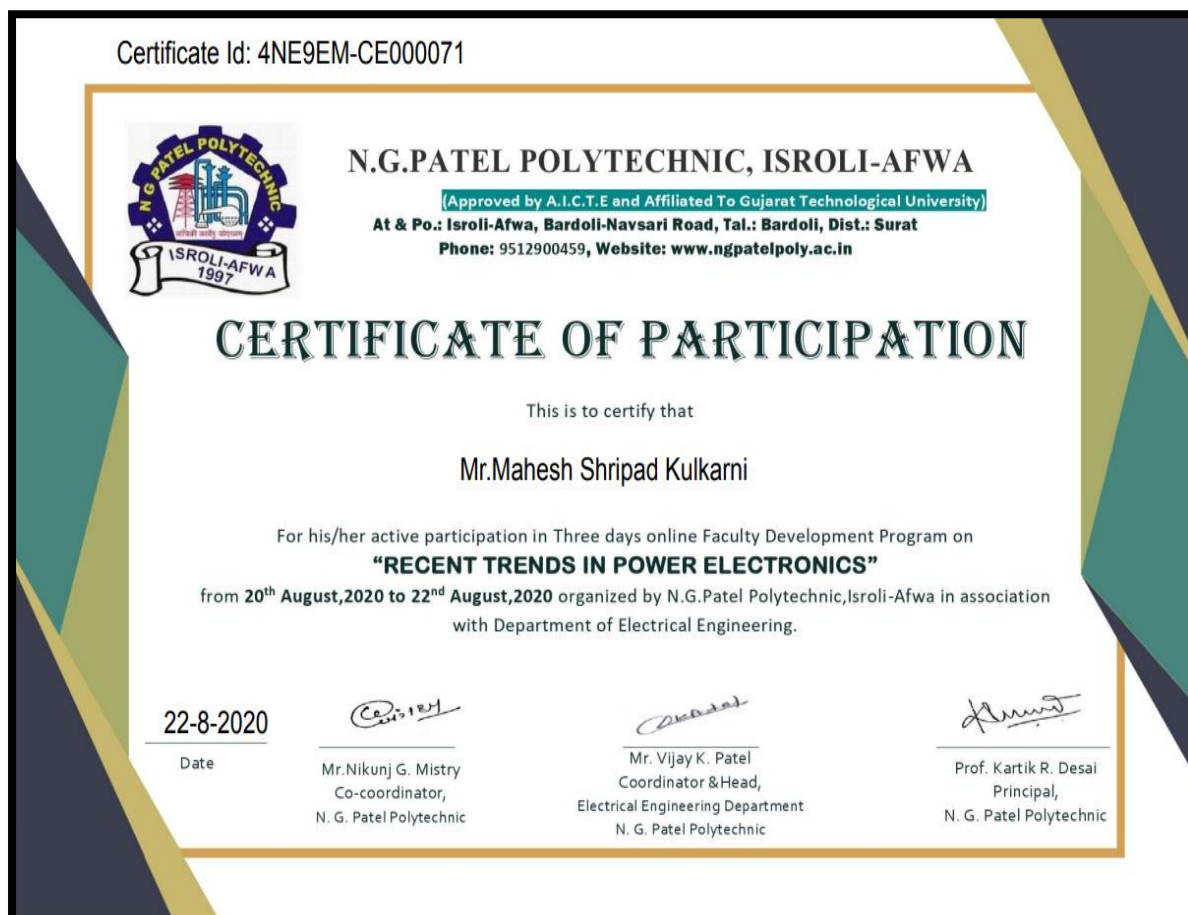 Certificate Id: 4NE9EM-CE000071
N G PATEL POLYTECHNIC
ISROLI-AFWA
1997
N.G.PATEL POLYTECHNIC, ISROLI-AFWA
(Approved by A.I.C.T.E and Affiliated To Gujarat Technological University)
At & Po.: Isroli-Afwa, Bardoli-Navsari Road, Tal.: Bardoli, Dist.: Surat
Phone: 9512900459, Website: www.ngpatelpoly.ac.in
CERTIFICATE OF PARTICIPATION
This is to certify that
Mr.Mahesh Shripad Kulkarni
For his/her active participation in Three days online Faculty Development Program on
“RECENT TRENDS IN POWER ELECTRONICS”
from 20th August,2020 to 22nd August,2020 organized by N.G.Patel Polytechnic,Isroli-Afwa in association
with Department of Electrical Engineering.
22-8-2020
Date
Mr.Nikunj G. Mistry
Co-coordinator,
N. G. Patel Polytechnic
Mr. Vijay K. Patel
Coordinator &Head,
Electrical Engineering Department
N. G. Patel Polytechnic
Prof. Kartik R. Desai
Principal,
N. G. Patel Polytechnic